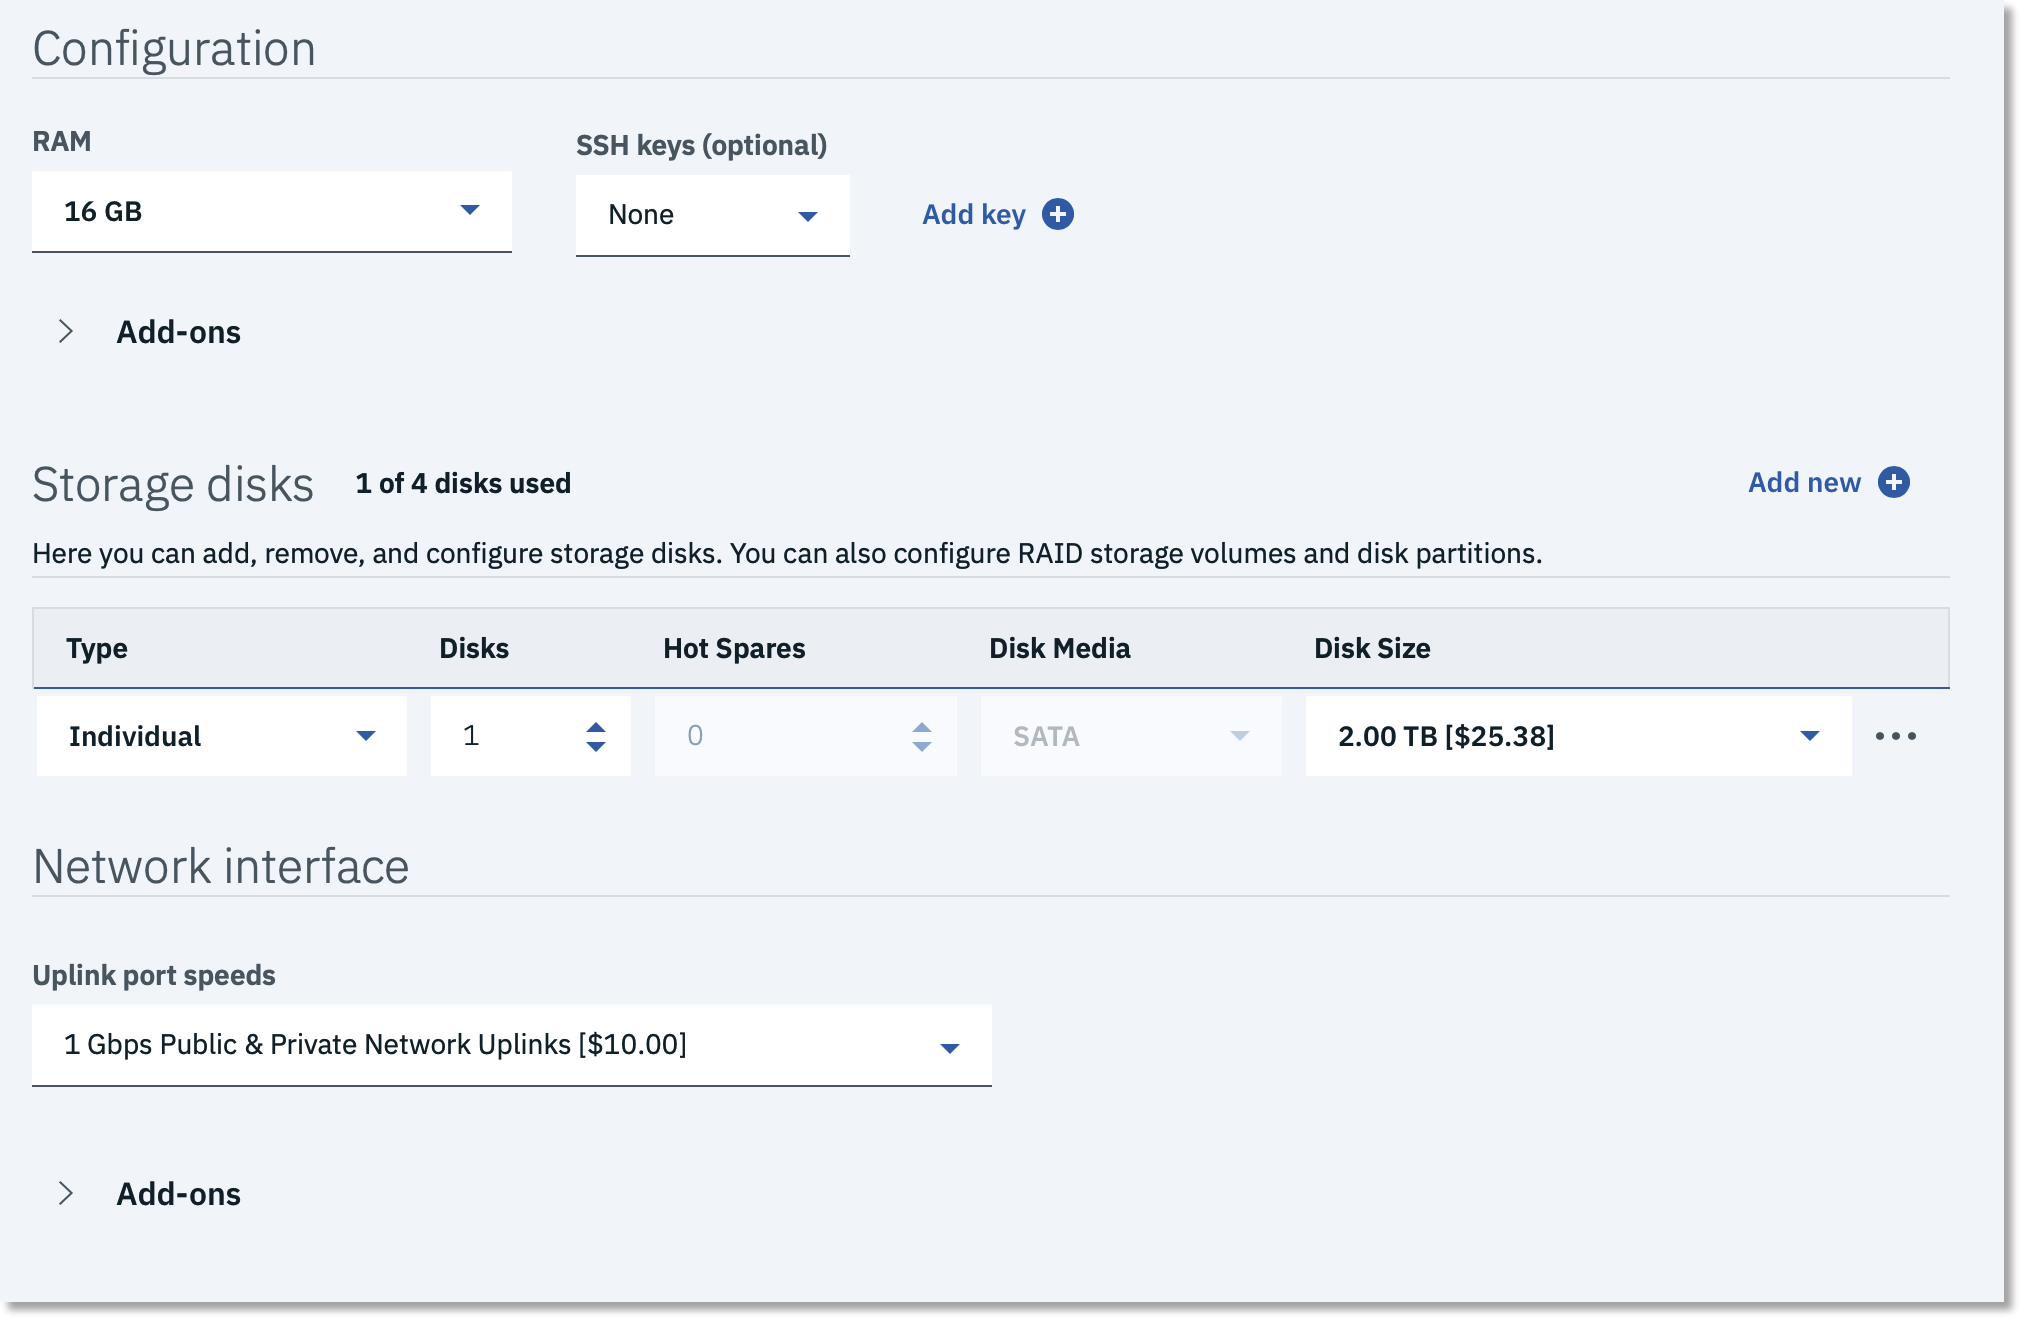 Configuration
RAM
SSH keys (optional)
16 GB
None
Add key
Add-ons
Storage disks
1 of 4 disks used
Add new
Here you can add, remove, and configure storage disks. You can also configure RAID storage volumes and disk partitions.
Type Disks Hot Spares Disk Media Disk Size
Individual 1 0 SATA 2.00 TB [$25.38]
Network interface
Uplink port speeds
1 Gbps Public & Private Network Uplinks [$10.00]
Add-ons